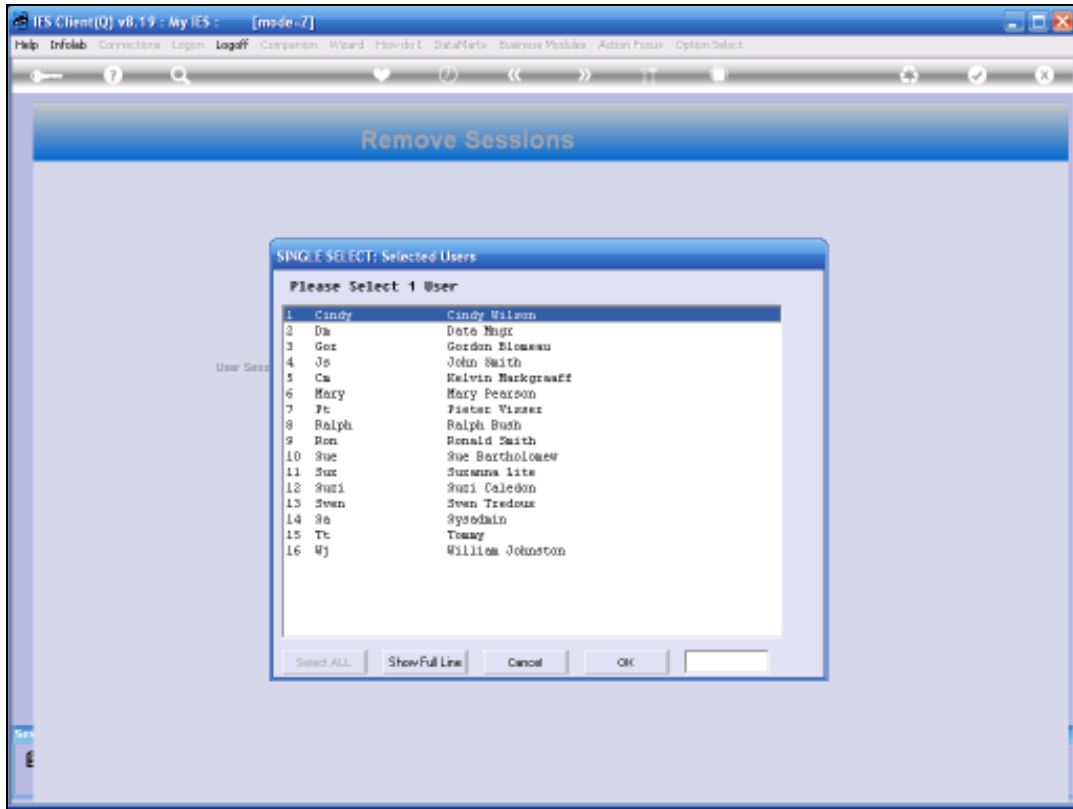 IES Client(Q) v8.19 : My IES : [mode=Z]
Help Infolab Connections Logon Logoff Companion Wizard How do I DataMarts Business Modules Action Focus Option Select
Remove Sessions
SINGLE SELECT: Selected Users
Please Select 1 User
1 Cindy Cindy Wilson
2 Dm Data Mngr
3 Gor Gordon Blomeau
4 Js John Smith
5 Cm Kelvin Markgraaff
6 Mary Mary Pearson
7 Pt Pieter Visser
8 Ralph Ralph Bush
9 Ron Ronald Smith
10 Sue Sue Bartholomew
11 Suz Suzanna Lite
12 Suzi Suzi Caledon
13 Sven Sven Tredoux
14 Sa Sysadmin
15 Tt Tommy
16 Wj William Johnston
User Sess
Select ALL Show Full Line Cancel OK
Ses